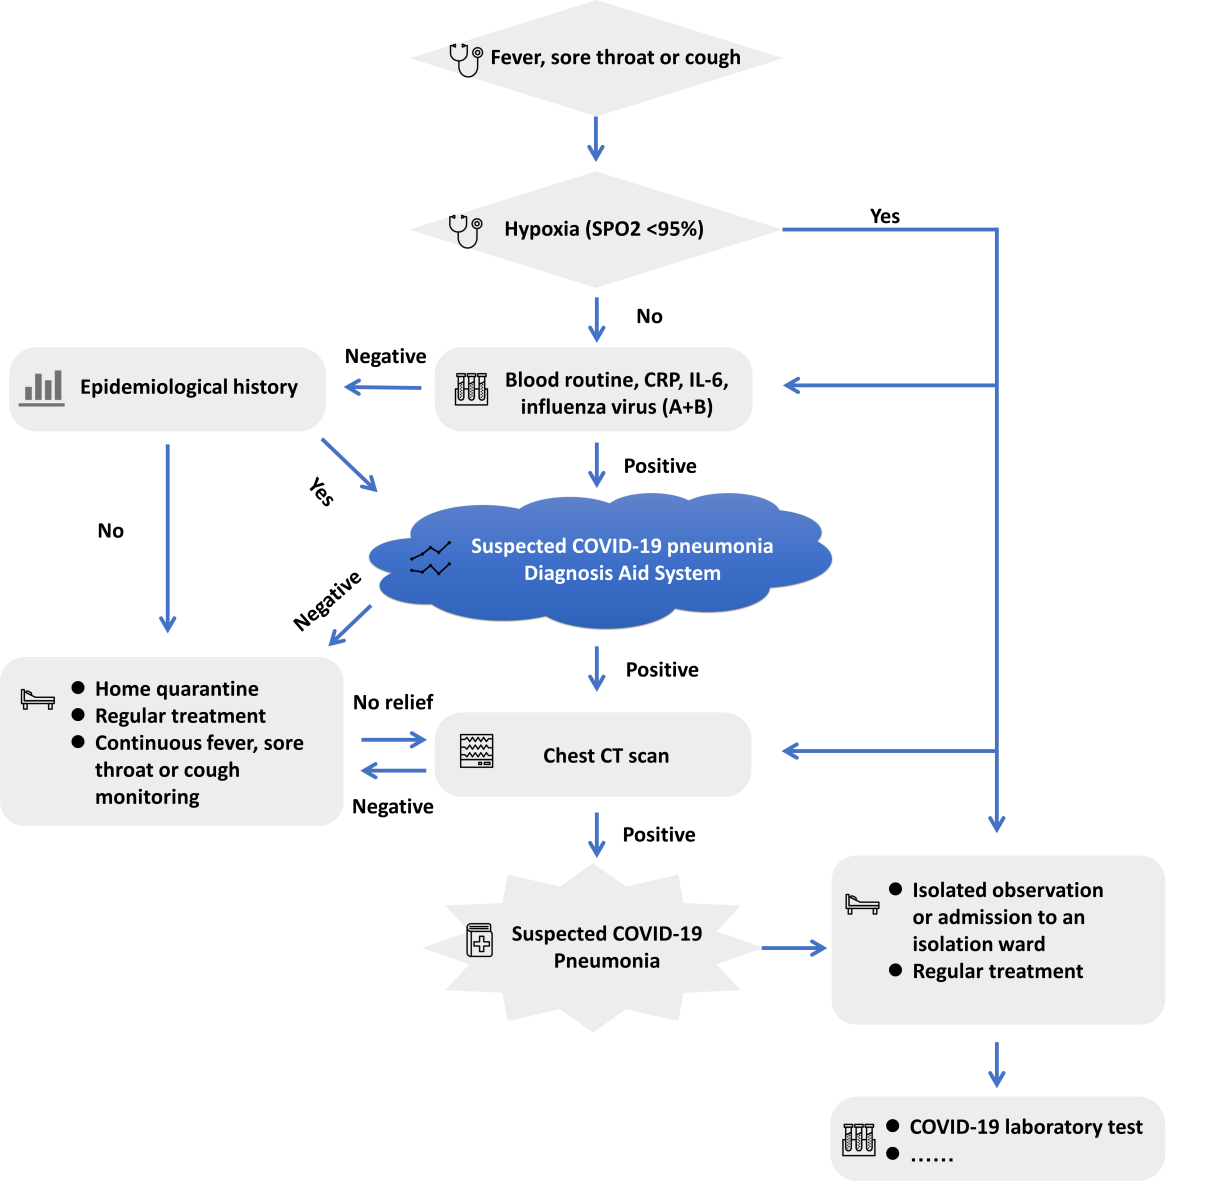 Fever, sore throat or cough
Hypoxia (SPO2 <95%)
Yes
No
Negative
Epidemiological history
Blood routine, CRP, IL-6,
influenza virus (A+B)
Positive
Yes
No
Suspected COVID-19 pneumonia
Diagnosis Aid System
Negative
Positive
● Home quarantine
● Regular treatment
● Continuous fever, sore
throat or cough
monitoring
No relief
Negative
Chest CT scan
Positive
Suspected COVID-19
Pneumonia
● Isolated observation
or admission to an
isolation ward
● Regular treatment
● COVID-19 laboratory test
● ......